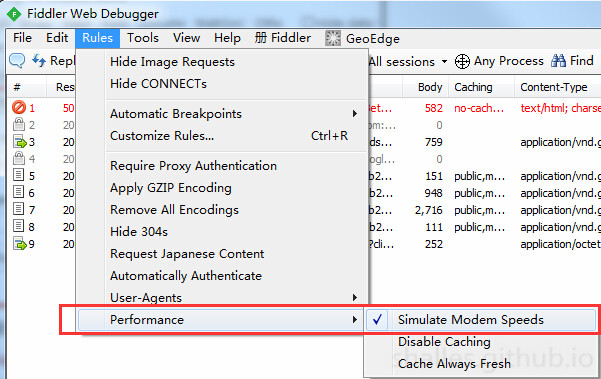 Fiddler Web Debugger
File Edit Rules Tools View Help 册 Fiddler GeoEdge
Repl All sessions Any Process Find
# Res Body Caching Content-Type
1 50 set... 582 no-cach... text/html; charse
2 20 om:... 0
3 20 ds... 759 application/vnd.g
4 20 ogl... 0
5 20 b2... 151 public,m... application/vnd.g
6 20 b2... 948 public,m... application/vnd.g
7 20 b2... 2,716 public,m... application/vnd.g
8 20 b2... 111 public,m... application/vnd.g
9 20 ?cli... 252 application/octet
Hide Image Requests
Hide CONNECTs
Automatic Breakpoints
Customize Rules... Ctrl+R
Require Proxy Authentication
Apply GZIP Encoding
Remove All Encodings
Hide 304s
Request Japanese Content
Automatically Authenticate
User-Agents
Performance
Simulate Modem Speeds
Disable Caching
Cache Always Fresh
shalles.github.io